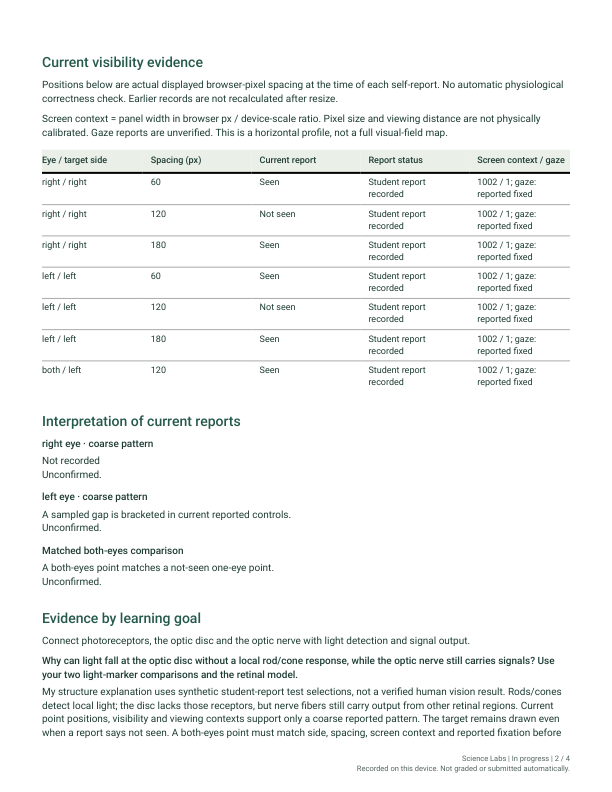 Current visibility evidence
Positions below are actual displayed browser-pixel spacing at the time of each self-report. No automatic physiological
correctness check. Earlier records are not recalculated after resize.
Screen context = panel width in browser px / device-scale ratio. Pixel size and viewing distance are not physically
calibrated. Gaze reports are unverified. This is a horizontal profile, not a full visual-field map.
Eye / target side Spacing (px) Current report Report status Screen context / gaze
right / right 60 Seen Student report 1002 / 1; gaze:
recorded reported fixed
right / right 120 Not seen Student report 1002 / 1; gaze:
recorded reported fixed
right / right 180 Seen Student report 1002 / 1; gaze:
recorded reported fixed
left / left 60 Seen Student report 1002 / 1; gaze:
recorded reported fixed
left / left 120 Not seen Student report 1002 / 1; gaze:
recorded reported fixed
left / left 180 Seen Student report 1002 / 1; gaze:
recorded reported fixed
both / left 120 Seen Student report 1002 / 1; gaze:
recorded reported fixed
Interpretation of current reports
right eye · coarse pattern
Not recorded
Unconfirmed.
left eye · coarse pattern
A sampled gap is bracketed in current reported controls.
Unconfirmed.
Matched both-eyes comparison
A both-eyes point matches a not-seen one-eye point.
Unconfirmed.
Evidence by learning goal
Connect photoreceptors, the optic disc and the optic nerve with light detection and signal output.
Why can light fall at the optic disc without a local rod/cone response, while the optic nerve still carries signals? Use
your two light-marker comparisons and the retinal model.
My structure explanation uses synthetic student-report test selections, not a verified human vision result. Rods/cones
detect local light; the disc lacks those receptors, but nerve fibers still carry output from other retinal regions. Current
point positions, visibility and viewing contexts support only a coarse reported pattern. The target remains drawn even
when a report says not seen. A both-eyes point must match side, spacing, screen context and reported fixation before
Science Labs | In progress | 2 / 4
Recorded on this device. Not graded or submitted automatically.